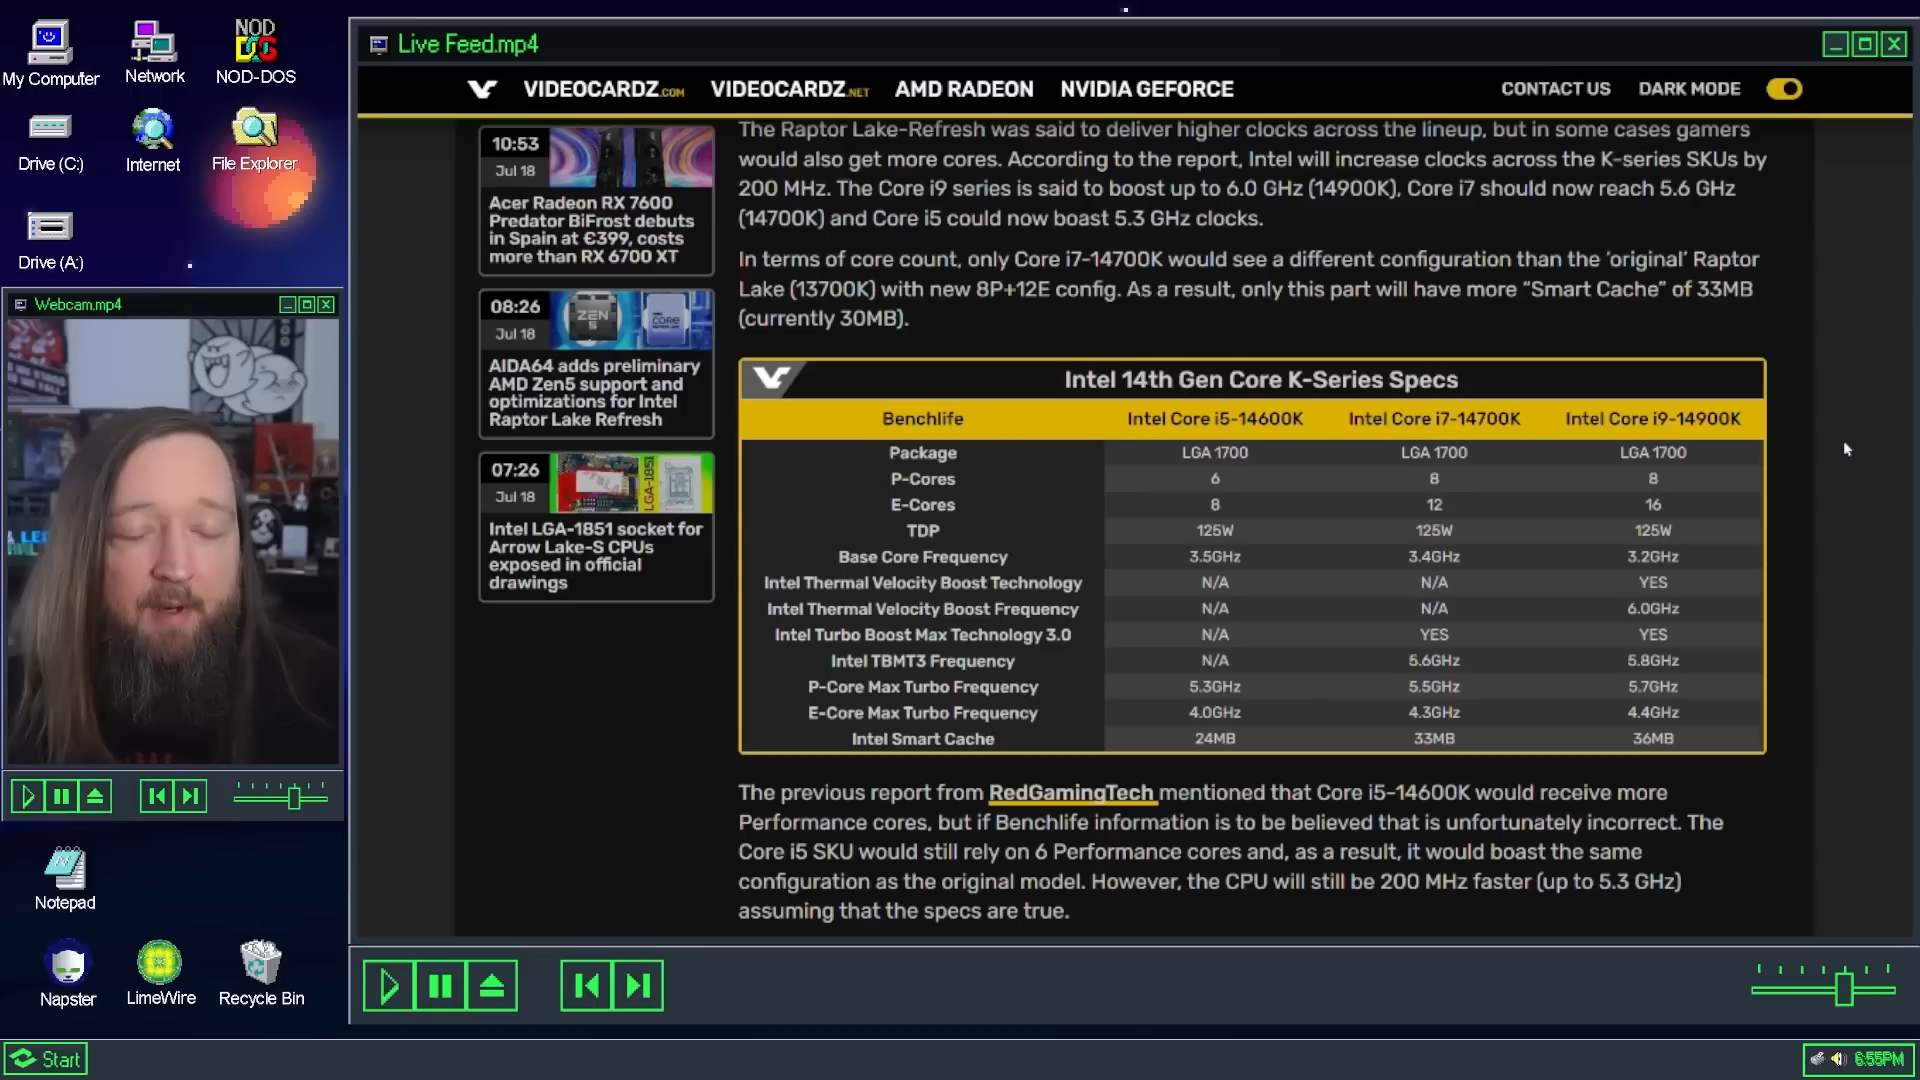 My Computer
Network
NOD-DOS
Drive (C:)
Internet
File Explorer
Drive (A:)
Webcam.mp4
Notepad
Napster
LimeWire
Recycle Bin
Start
Live Feed.mp4
VIDEOCARDZ.COM
VIDEOCARDZ.NET
AMD RADEON
NVIDIA GEFORCE
CONTACT US
DARK MODE
10:53
Jul 18
Acer Radeon RX 7600
Predator BiFrost debuts
in Spain at €399, costs
more than RX 6700 XT
08:26
Jul 18
ZEN
5
CORE
AIDA64 adds preliminary
AMD Zen5 support and
optimizations for Intel
Raptor Lake Refresh
07:26
Jul 18
LGA-1851
Intel LGA-1851 socket for
Arrow Lake-S CPUs
exposed in official
drawings
The Raptor Lake-Refresh was said to deliver higher clocks across the lineup, but in some cases gamers
would also get more cores. According to the report, Intel will increase clocks across the K-series SKUs by
200 MHz. The Core i9 series is said to boost up to 6.0 GHz (14900K), Core i7 should now reach 5.6 GHz
(14700K) and Core i5 could now boast 5.3 GHz clocks.
In terms of core count, only Core i7-14700K would see a different configuration than the ‘original’ Raptor
Lake (13700K) with new 8P+12E config. As a result, only this part will have more “Smart Cache” of 33MB
(currently 30MB).
Intel 14th Gen Core K-Series Specs
Benchlife Intel Core i5-14600K Intel Core i7-14700K Intel Core i9-14900K
Package LGA 1700 LGA 1700 LGA 1700
P-Cores 6 8 8
E-Cores 8 12 16
TDP 125W 125W 125W
Base Core Frequency 3.5GHz 3.4GHz 3.2GHz
Intel Thermal Velocity Boost Technology N/A N/A YES
Intel Thermal Velocity Boost Frequency N/A N/A 6.0GHz
Intel Turbo Boost Max Technology 3.0 N/A YES YES
Intel TBMT3 Frequency N/A 5.6GHz 5.8GHz
P-Core Max Turbo Frequency 5.3GHz 5.5GHz 5.7GHz
E-Core Max Turbo Frequency 4.0GHz 4.3GHz 4.4GHz
Intel Smart Cache 24MB 33MB 36MB
The previous report from RedGamingTech mentioned that Core i5-14600K would receive more
Performance cores, but if Benchlife information is to be believed that is unfortunately incorrect. The
Core i5 SKU would still rely on 6 Performance cores and, as a result, it would boast the same
configuration as the original model. However, the CPU will still be 200 MHz faster (up to 5.3 GHz)
assuming that the specs are true.
6:55PM